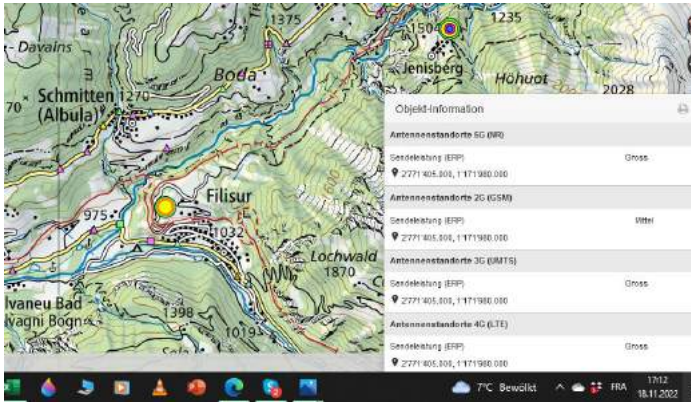 1375
1504
1235
Davains
Boda
Jenisberg
Höhuot
2028
Schmitten
(Albula)
1270
70
Objekt-Information
Antennenstandorte 5G (NR)
Sendeleistung (ERP) Gross
2'771'405.000, 1'171'980.000
Antennenstandorte 2G (GSM)
Sendeleistung (ERP) Mittel
2'771'405.000, 1'171'980.000
Antennenstandorte 3G (UMTS)
Sendeleistung (ERP) Gross
2'771'405.000, 1'171'980.000
Antennenstandorte 4G (LTE)
Sendeleistung (ERP) Gross
2'771'405.000, 1'171'980.000
1600
Filisur
975
1032
Lochwald
1870
lvaneu Bad
lvagni Bogn
1398
1019
7°C Bewölkt
FRA
17:12
18.11.2022